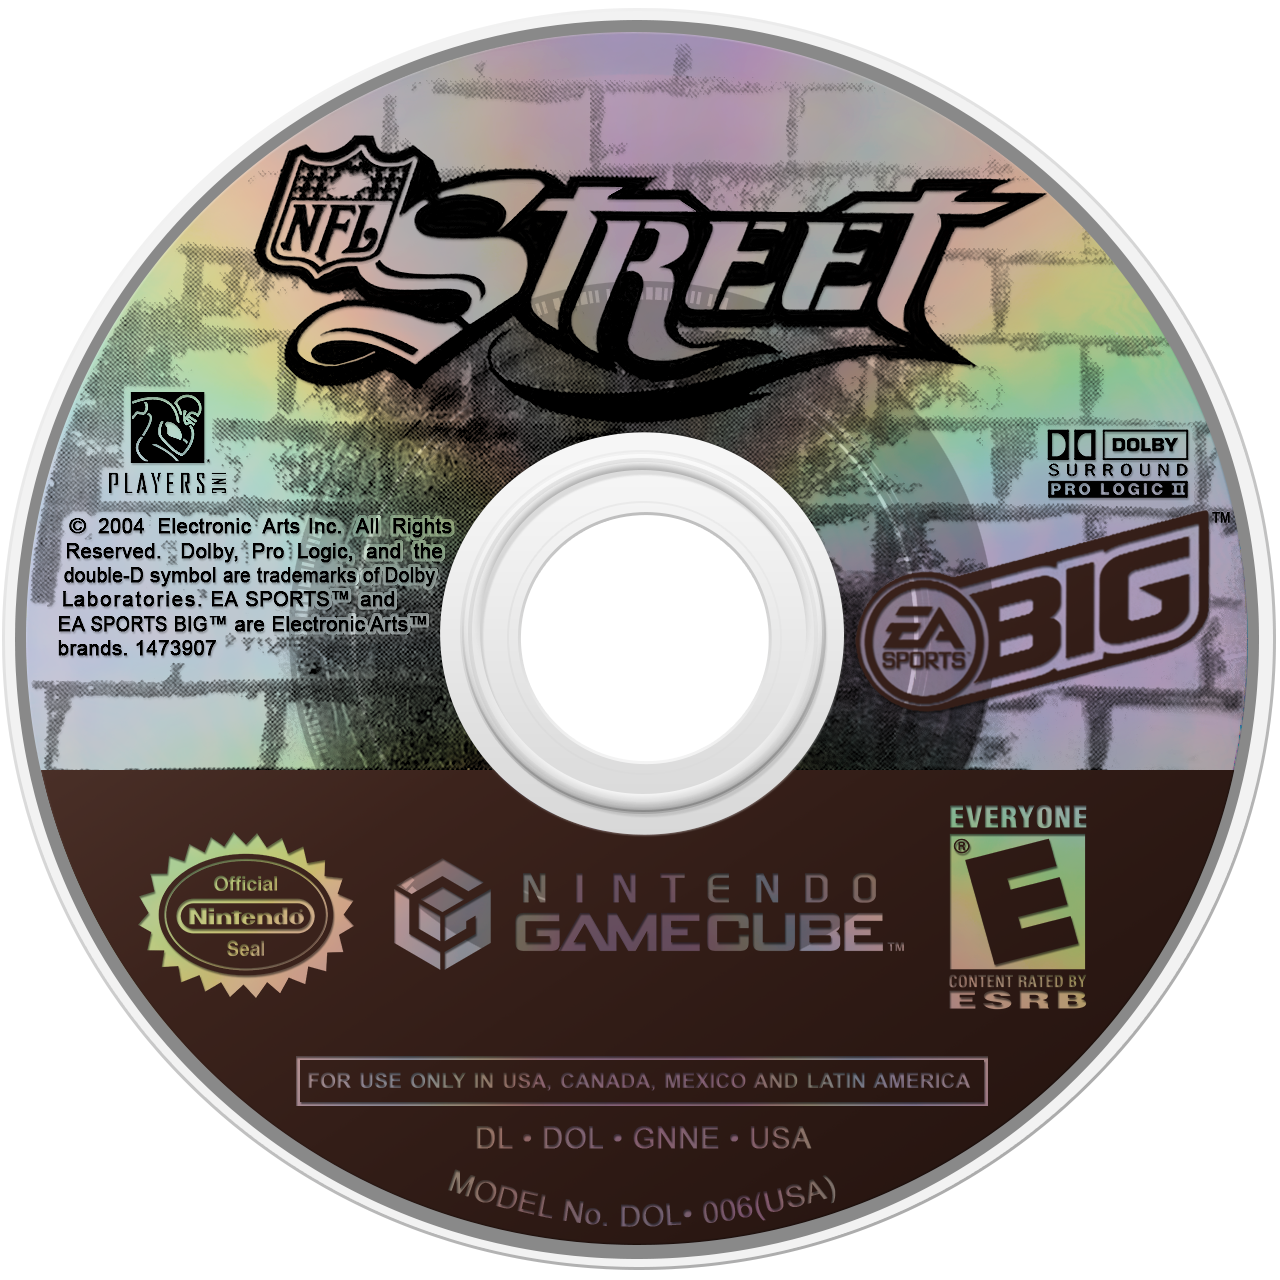 NFL STREET
PLAYERS INC
© 2004 Electronic Arts Inc. All Rights
Reserved. Dolby, Pro Logic, and the
double-D symbol are trademarks of Dolby
Laboratories. EA SPORTS™ and
EA SPORTS BIG™ are Electronic Arts™
brands. 1473907
DOLBY
SURROUND
PRO LOGIC II
EA
SPORTS™
BIG™
Official
Nintendo®
Seal
NINTENDO
GAMECUBE™
EVERYONE
®
E
CONTENT RATED BY
ESRB
FOR USE ONLY IN USA, CANADA, MEXICO AND LATIN AMERICA
DL • DOL • GNNE • USA
MODEL No. DOL• 006(USA)